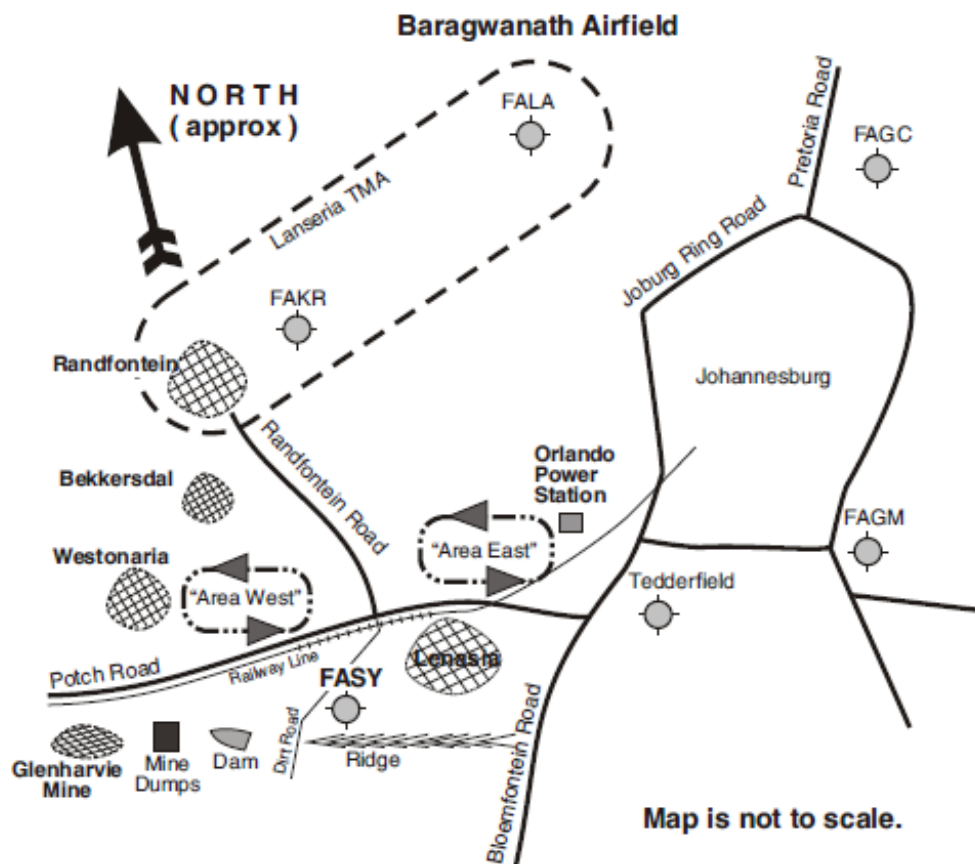 Baragwanath Airfield
NORTH
( approx )
FALA
Pretoria Road
FAGC
Lanseria TMA
Joburg Ring Road
FAKR
Randfontein
Johannesburg
Randfontein Road
Orlando
Power
Station
Bekkersdal
FAGM
Westonaria
"Area East"
"Area West"
Tedderfield
Potch Road
Railway Line
Lenasia
FASY
Dirt Road
Ridge
Bloemfontein Road
Glenharvie
Mine
Mine
Dumps
Dam
Map is not to scale.